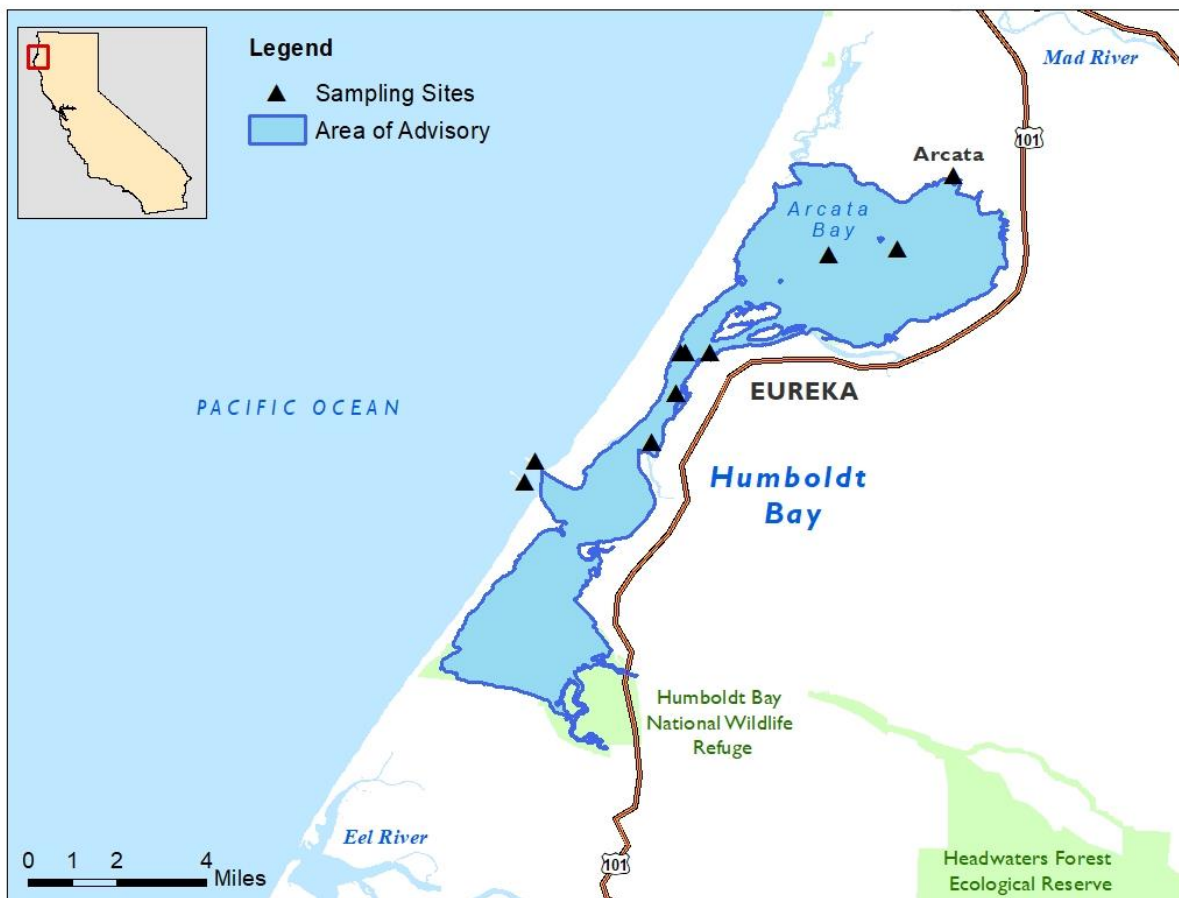 Legend
Sampling Sites
Area of Advisory
Mad River
101
Arcata
Arcata
Bay
PACIFIC OCEAN
EUREKA
Humboldt
Bay
Humboldt Bay
National Wildlife
Refuge
Eel River
0 1 2 4
Miles
101
Headwaters Forest
Ecological Reserve